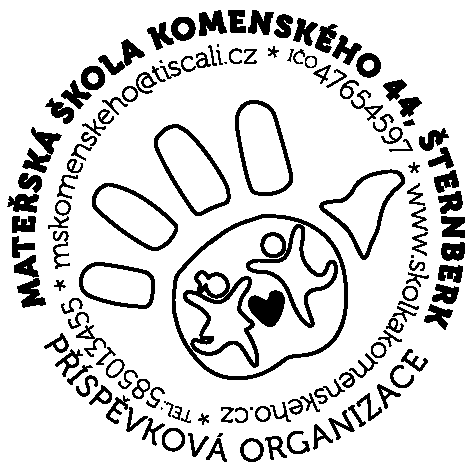 MATEŘSKÁ ŠKOLA KOMENSKÉHO 44, ŠTERNBERK
PŘÍSPĚVKOVÁ ORGANIZACE
* mskomenskeho@tiscali.cz * IČO 47654597 * www.skolkakomenskeho.cz * TEL.: 585013455